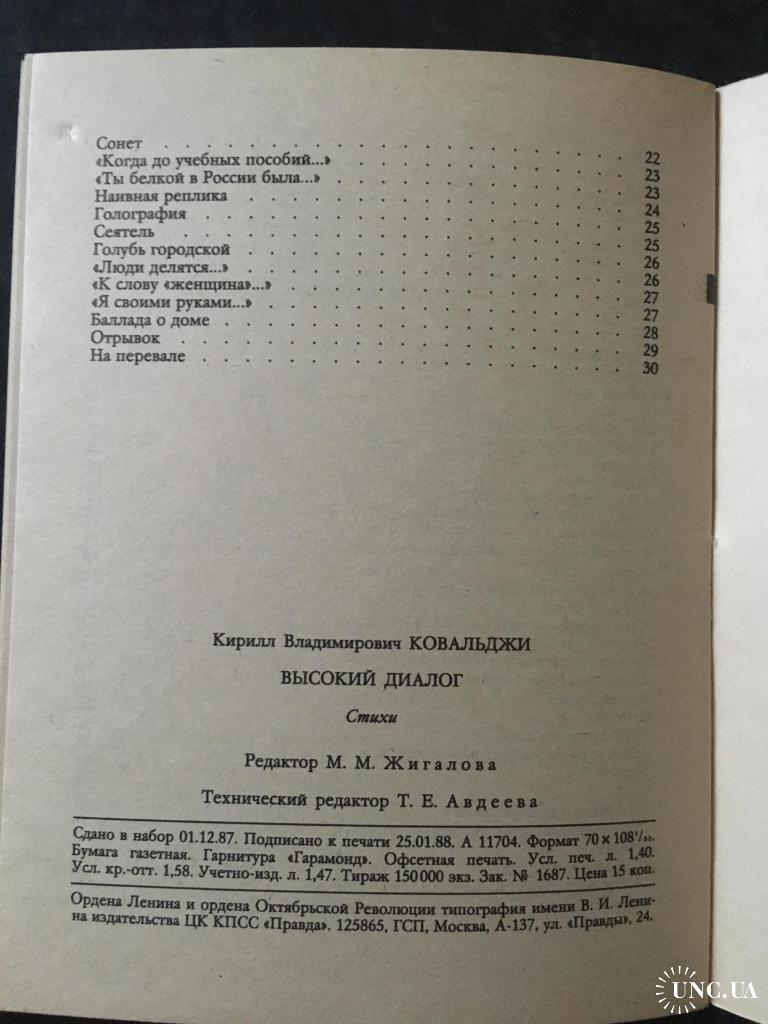 Сонет . . . . . . . . . . . . . . . . . . . 22
«Когда до учебных пособий...» . . . . . . . . . . 23
«Ты белкой в России была...» . . . . . . . . . . 23
Наивная реплика . . . . . . . . . . . . . . . 24
Голография . . . . . . . . . . . . . . . . . 25
Сеятель . . . . . . . . . . . . . . . . . . 25
Голубь городской . . . . . . . . . . . . . . . 26
«Люди делятся...» . . . . . . . . . . . . . . . 26
«К слову «женщина»...» . . . . . . . . . . . . . 27
«Я своими руками...» . . . . . . . . . . . . . . 27
Баллада о доме . . . . . . . . . . . . . . . . 28
Отрывок . . . . . . . . . . . . . . . . . . 29
На перевале . . . . . . . . . . . . . . . . . 30
Кирилл Владимирович КОВАЛЬДЖИ
ВЫСОКИЙ ДИАЛОГ
Стихи
Редактор М. М. Жигалова
Технический редактор Т. Е. Авдеева
Сдано в набор 01.12.87. Подписано к печати 25.01.88. А 11704. Формат 70 × 108¹/₃₂.
Бумага газетная. Гарнитура «Гарамонд». Офсетная печать. Усл. печ. л. 1,40.
Усл. кр.-отт. 1,58. Учетно-изд. л. 1,47. Тираж 150 000 экз. Зак. № 1687. Цена 15 коп.
Ордена Ленина и ордена Октябрьской Революции типография имени В. И. Лени-
на издательства ЦК КПСС «Правда». 125865, ГСП, Москва, А-137, ул. «Правды», 24.
UNC.UA